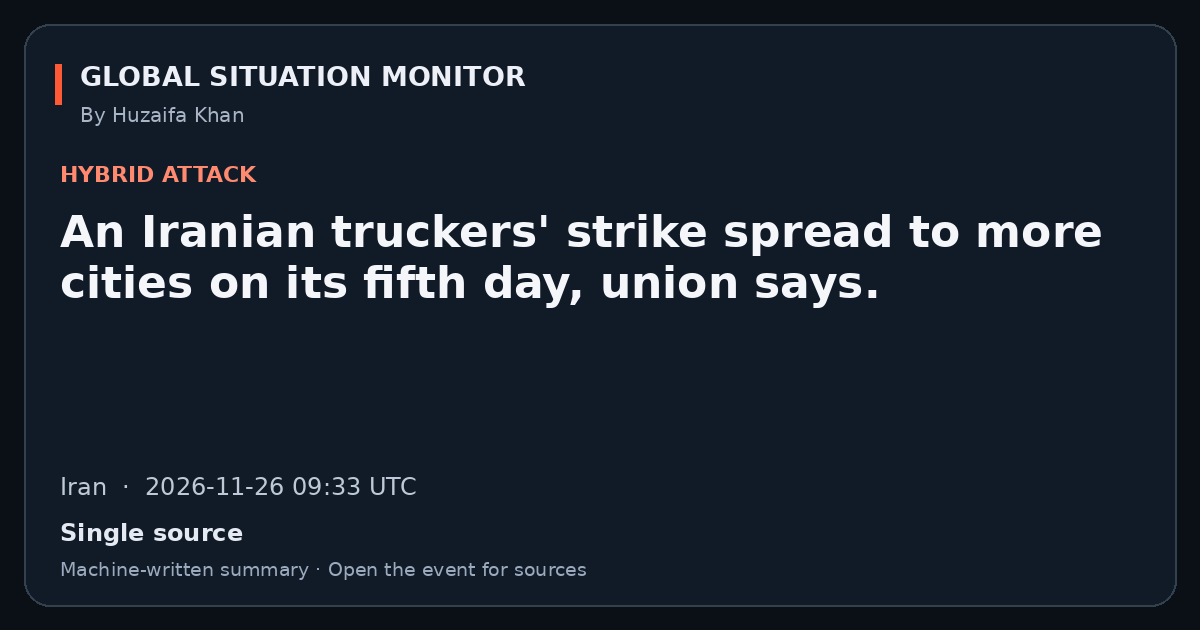 GLOBAL SITUATION MONITOR
By Huzaifa Khan
HYBRID ATTACK
An Iranian truckers' strike spread to more
cities on its fifth day, union says.
Iran · 2026-11-26 09:33 UTC
Single source
Machine-written summary · Open the event for sources